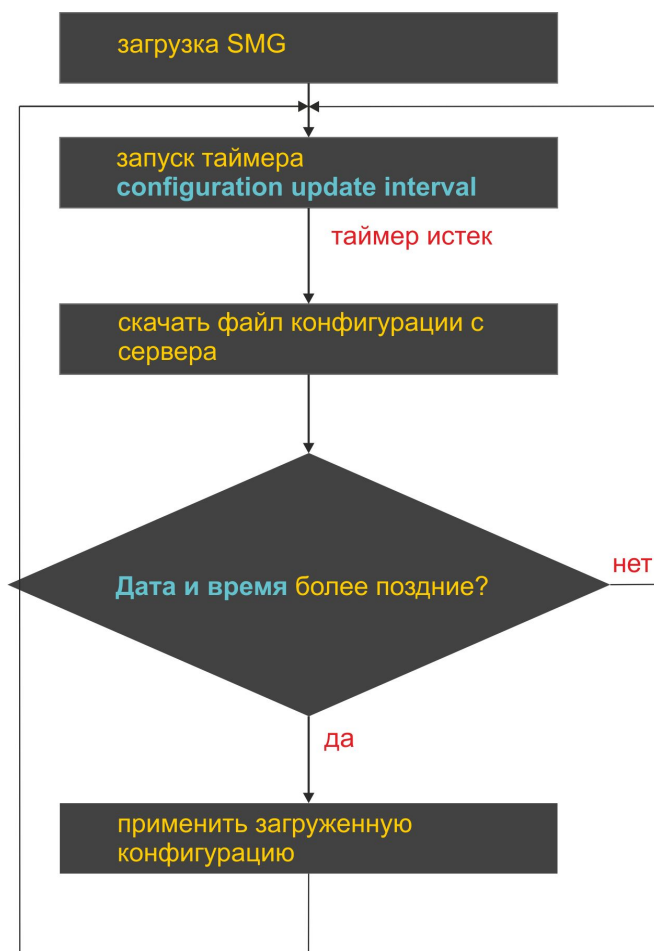 загрузка SMG
запуск таймера
configuration update interval
таймер истек
скачать файл конфигурации с
сервера
Дата и время более поздние?
нет
да
применить загруженную
конфигурацию